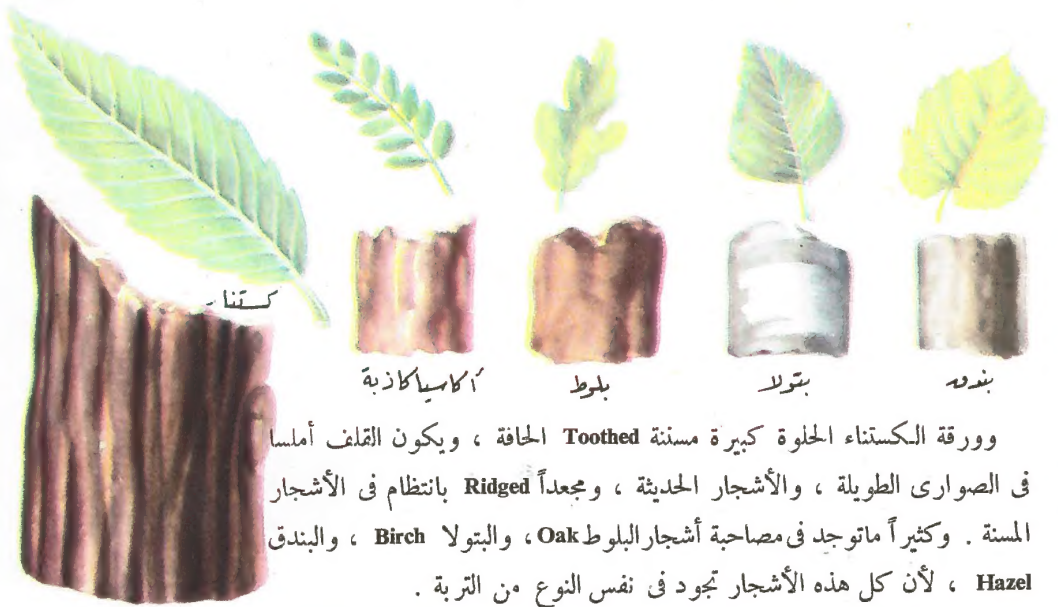 كستنا
أكاسيا كاذبة
بلوط
بتولا
بندق
وورقة الكستناء الحلوة كبيرة مسننة Toothed الحافة ، ويكون القلف أملسا
فى الصوارى الطويلة ، والأشجار الحديثة ، ومجعداً Ridged بانتظام فى الأشجار
المسنة . وكثيراً ماتوجد فى مصاحبة أشجار البلوط Oak ، والبتولا Birch ، والبندق
Hazel ، لأن كل هذه الأشجار تجود فى نفس النوع من التربة .